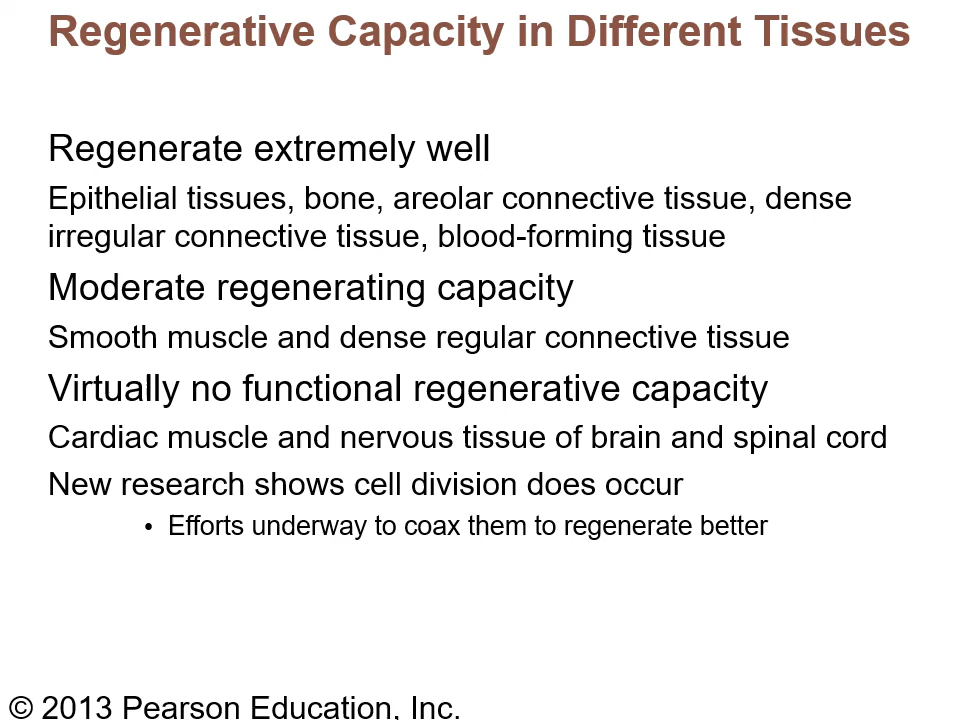 Regenerative Capacity in Different Tissues
Regenerate extremely well
Epithelial tissues, bone, areolar connective tissue, dense
irregular connective tissue, blood-forming tissue
Moderate regenerating capacity
Smooth muscle and dense regular connective tissue
Virtually no functional regenerative capacity
Cardiac muscle and nervous tissue of brain and spinal cord
New research shows cell division does occur
• Efforts underway to coax them to regenerate better
© 2013 Pearson Education, Inc.